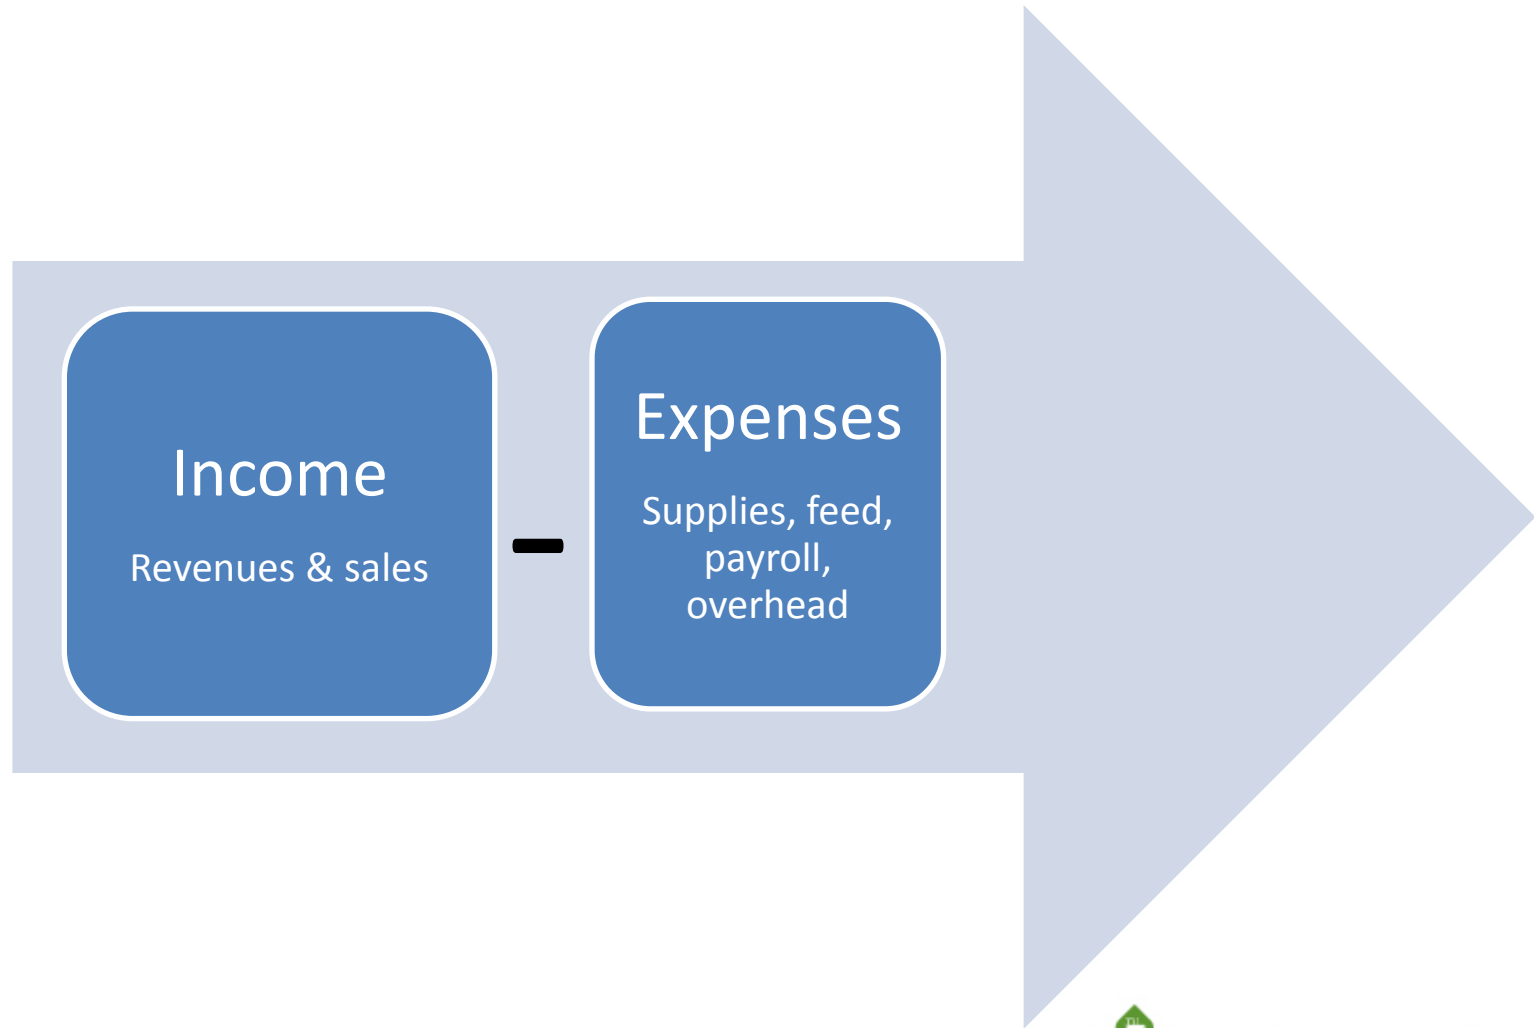 Income
Revenues & sales
-
Expenses
Supplies, feed,
payroll,
overhead